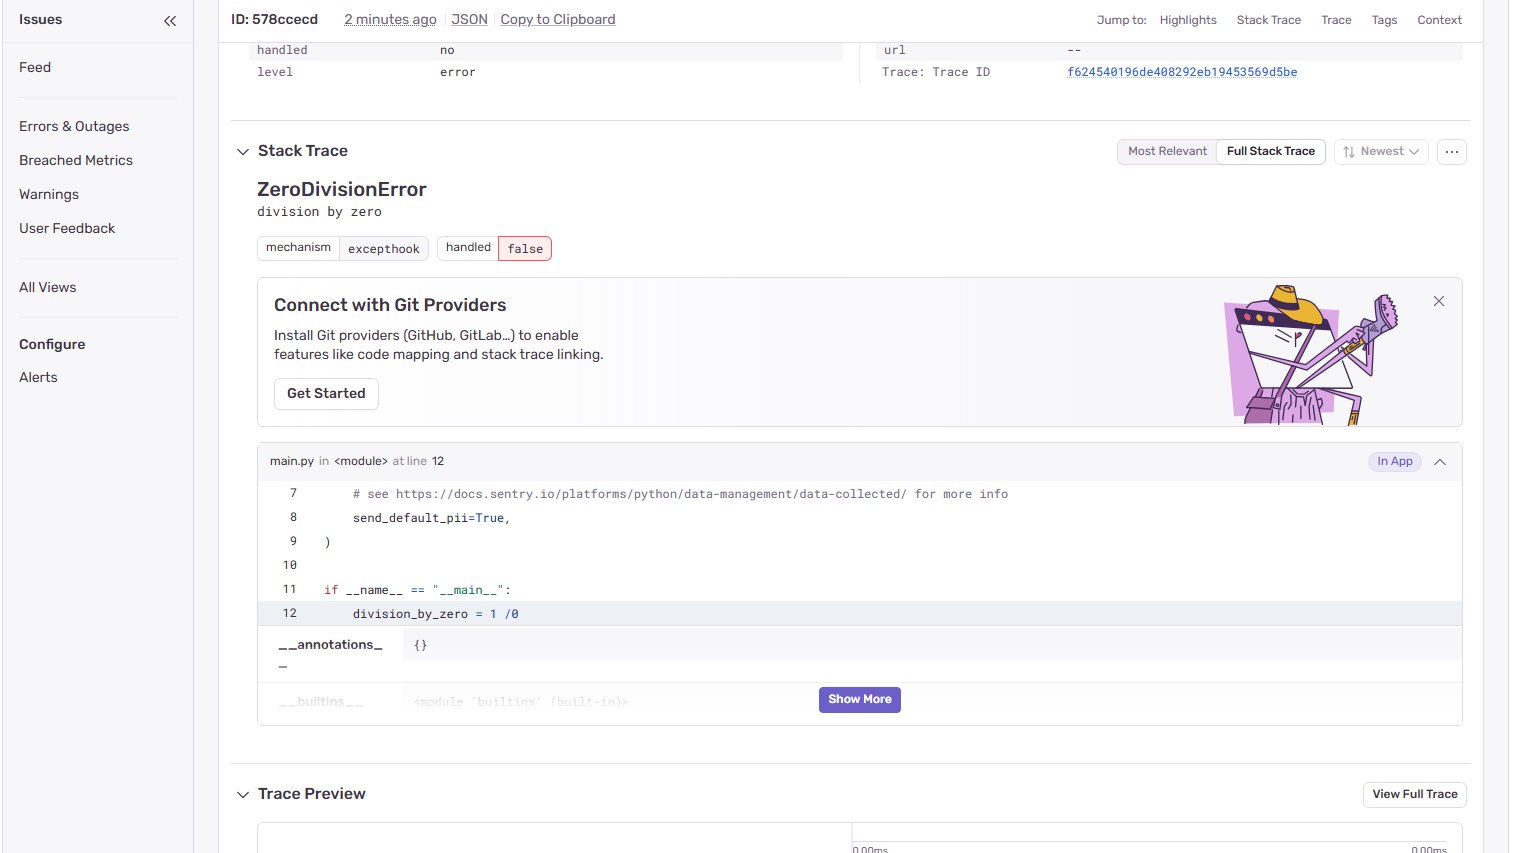 Issues
ID: 578ccecd 2 minutes ago JSON Copy to Clipboard
Jump to: Highlights Stack Trace Trace Tags Context
Feed
Errors & Outages
Breached Metrics
Warnings
User Feedback
All Views
Configure
Alerts
handled no
level error
url --
Trace: Trace ID f624540196de408292eb19453569d5be
Stack Trace
Most Relevant Full Stack Trace Newest ...
ZeroDivisionError
division by zero
mechanism excepthook handled false
Connect with Git Providers
Install Git providers (GitHub, GitLab…) to enable
features like code mapping and stack trace linking.
Get Started
main.py in <module> at line 12 In App
7 # see https://docs.sentry.io/platforms/python/data-management/data-collected/ for more info
8 send_default_pii=True,
9 )
10
11 if __name__ == "__main__":
12 division_by_zero = 1 /0
__annotations_ {}
_
__builtins__ <module 'builtins' (built-in)>
Show More
Trace Preview View Full Trace
0.00ms 0.00ms